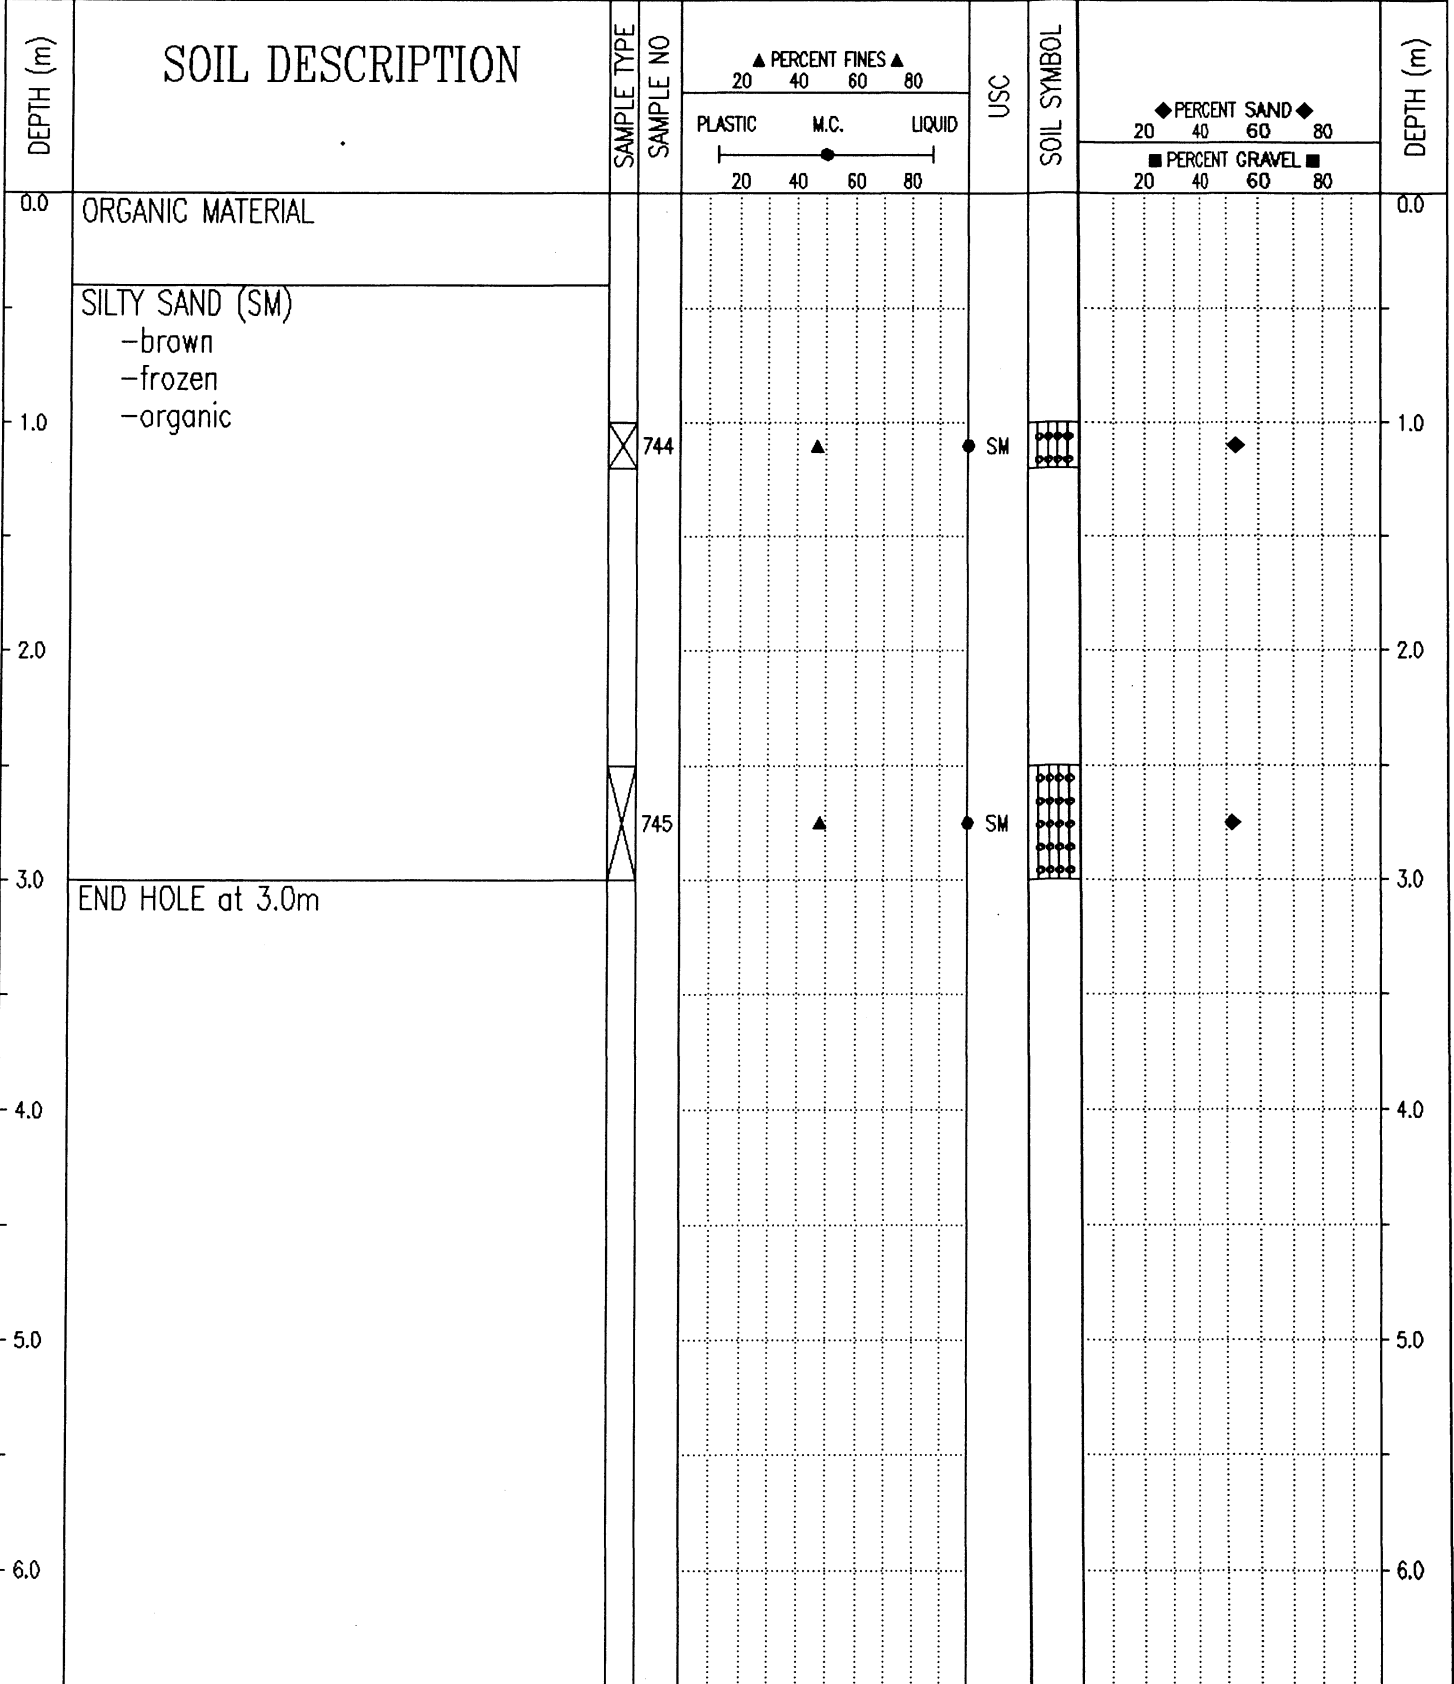 DEPTH (m)
SOIL DESCRIPTION
SAMPLE TYPE
SAMPLE NO
▲ PERCENT FINES ▲
20 40 60 80
PLASTIC M.C. LIQUID
20 40 60 80
USC
SOIL SYMBOL
◆PERCENT SAND◆
20 40 60 80
■ PERCENT GRAVEL ■
20 40 60 80
DEPTH (m)
0.0 ORGANIC MATERIAL 0.0
SILTY SAND (SM)
-brown
-frozen
-organic
1.0 1.0
744 SM
2.0 2.0
745 SM
3.0 3.0
END HOLE at 3.0m
4.0 4.0
5.0 5.0
6.0 6.0